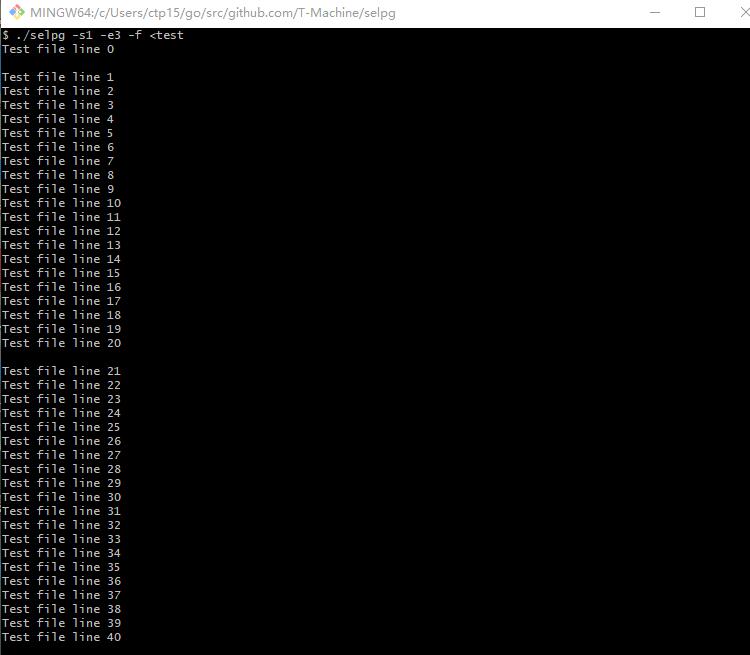 MINGW64:/c/Users/ctp15/go/src/github.com/T-Machine/selpg
$ ./selpg -s1 -e3 -f <test
Test file line 0
Test file line 1
Test file line 2
Test file line 3
Test file line 4
Test file line 5
Test file line 6
Test file line 7
Test file line 8
Test file line 9
Test file line 10
Test file line 11
Test file line 12
Test file line 13
Test file line 14
Test file line 15
Test file line 16
Test file line 17
Test file line 18
Test file line 19
Test file line 20
Test file line 21
Test file line 22
Test file line 23
Test file line 24
Test file line 25
Test file line 26
Test file line 27
Test file line 28
Test file line 29
Test file line 30
Test file line 31
Test file line 32
Test file line 33
Test file line 34
Test file line 35
Test file line 36
Test file line 37
Test file line 38
Test file line 39
Test file line 40